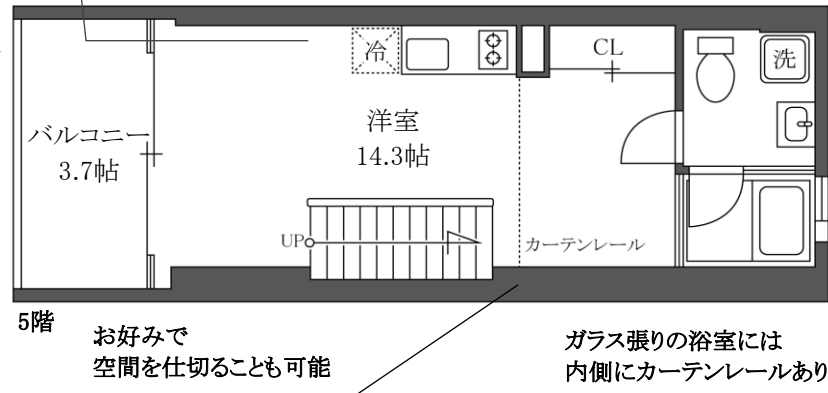 冷
CL
洗
バルコニー
3.7帖
洋室
14.3帖
UP
カーテンレール
5階
お好みで
空間を仕切ることも可能
ガラス張りの浴室には
内側にカーテンレールあり